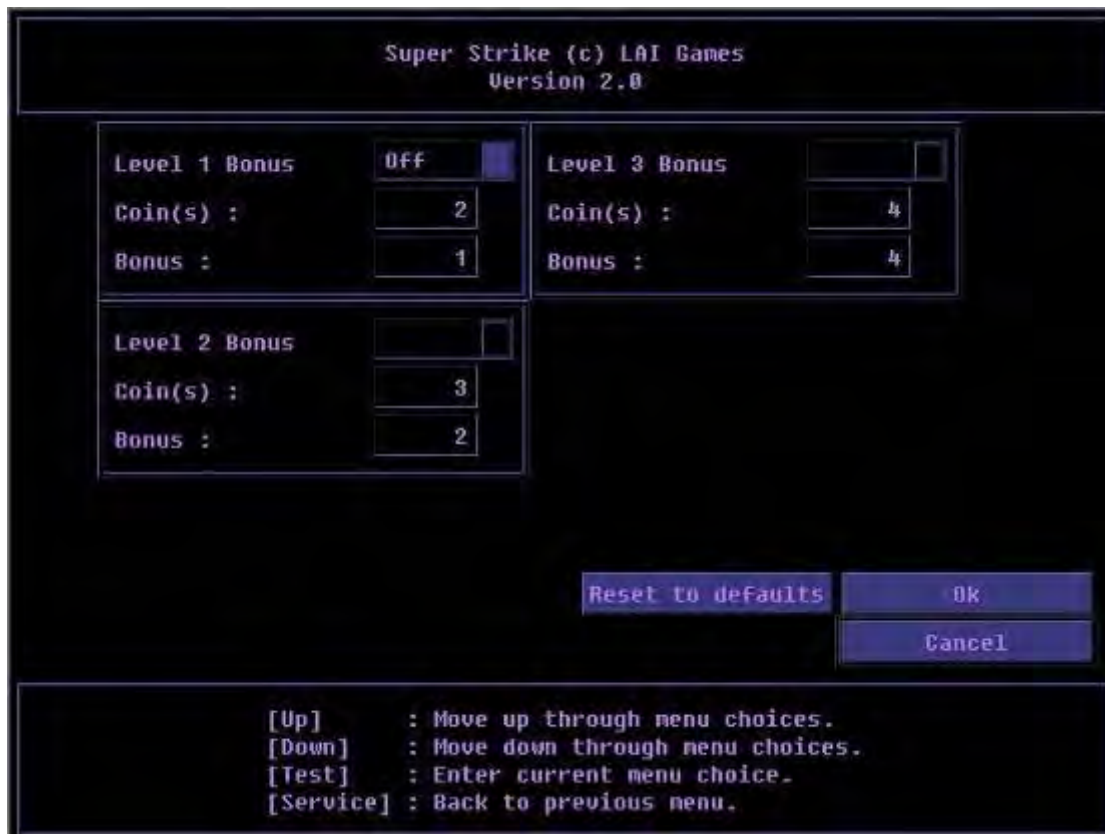 Super Strike (c) LAI Games
Version 2.0
Level 1 Bonus Off
Coin(s) : 2
Bonus : 1
Level 3 Bonus
Coin(s) : 4
Bonus : 4
Level 2 Bonus
Coin(s) : 3
Bonus : 2
Reset to defaults
Ok
Cancel
[Up] : Move up through menu choices.
[Down] : Move down through menu choices.
[Test] : Enter current menu choice.
[Service] : Back to previous menu.